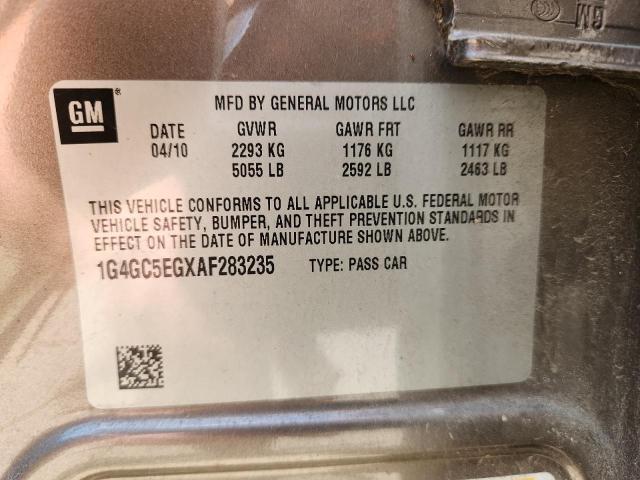 GM
GM
MFD BY GENERAL MOTORS LLC
DATE GVWR GAWR FRT GAWR RR
04/10 2293 KG 1176 KG 1117 KG
5055 LB 2592 LB 2463 LB
THIS VEHICLE CONFORMS TO ALL APPLICABLE U.S. FEDERAL MOTOR
VEHICLE SAFETY, BUMPER, AND THEFT PREVENTION STANDARDS IN
EFFECT ON THE DATE OF MANUFACTURE SHOWN ABOVE.
1G4GC5EGXAF283235 TYPE: PASS CAR